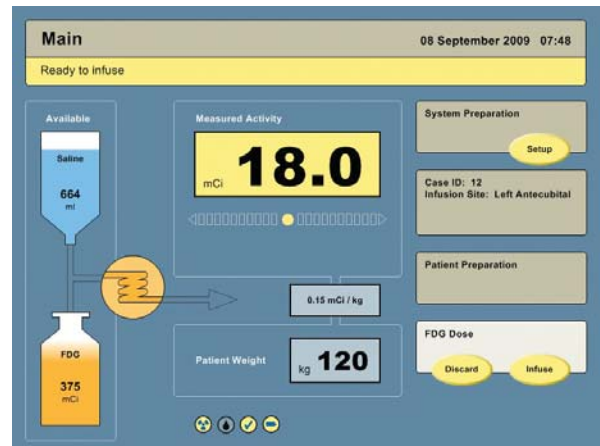 Main
08 September 2009 07:48
Ready to infuse
Available
Saline
664
ml
FDG
375
mCi
Measured Activity
mCi 18.0
0.15 mCi / kg
Patient Weight
kg 120
System Preparation
Setup
Case ID: 12
Infusion Site: Left Antecubital
Patient Preparation
FDG Dose
Discard
Infuse